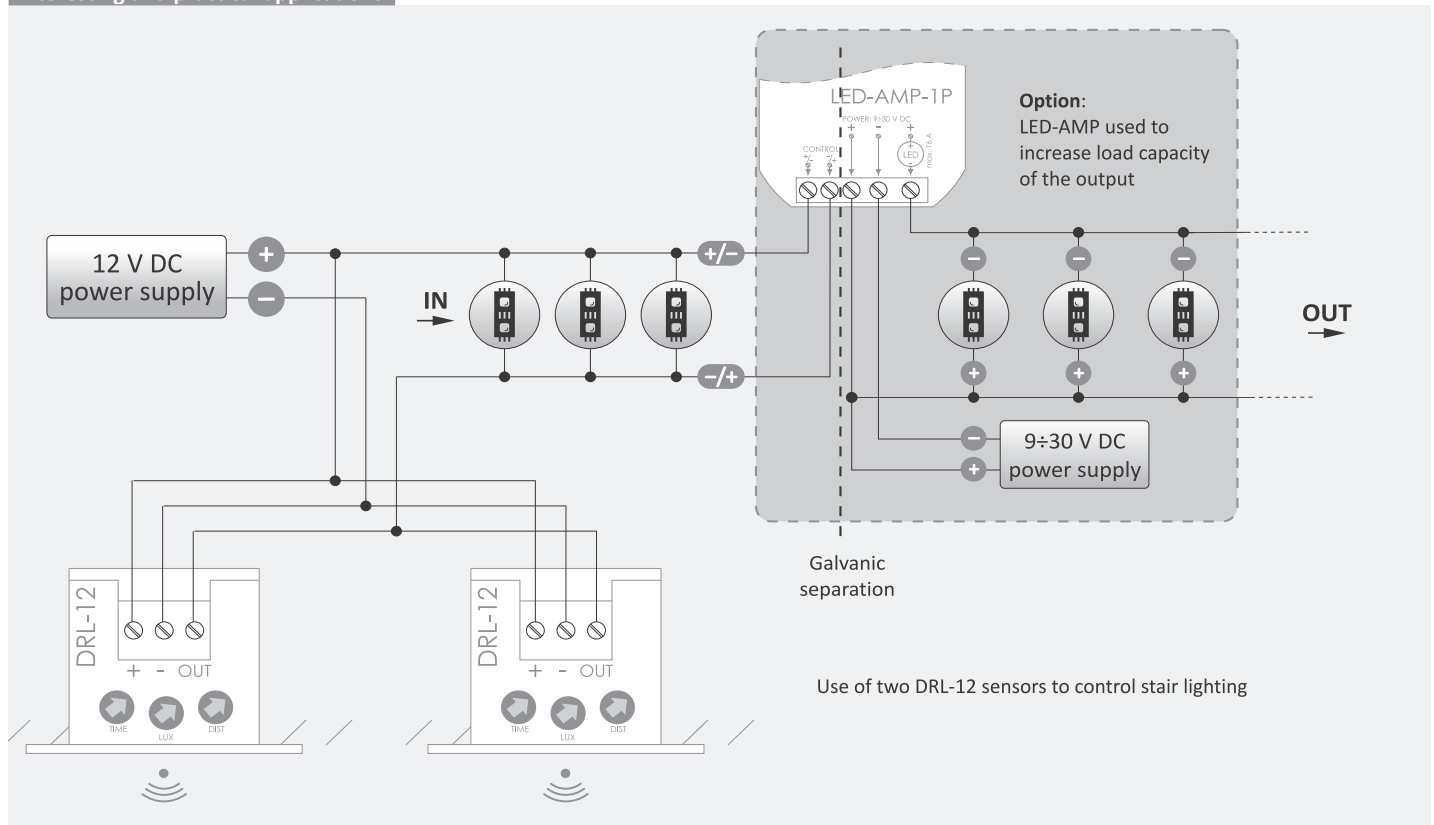 LED-AMP-1P
POWER: 9÷30 V DC
+ - +
CONTROL
+/- -/+
+
LED
-
max. 16 A
Option:
LED-AMP used to
increase load capacity
of the output
12 V DC
power supply
+
−
IN
+/−
−/+
− − −
+ + +
OUT
9÷30 V DC
power supply
−
+
Galvanic
separation
DRL-12
+ - OUT
TIME
LUX
DIST
DRL-12
+ - OUT
TIME
LUX
DIST
Use of two DRL-12 sensors to control stair lighting